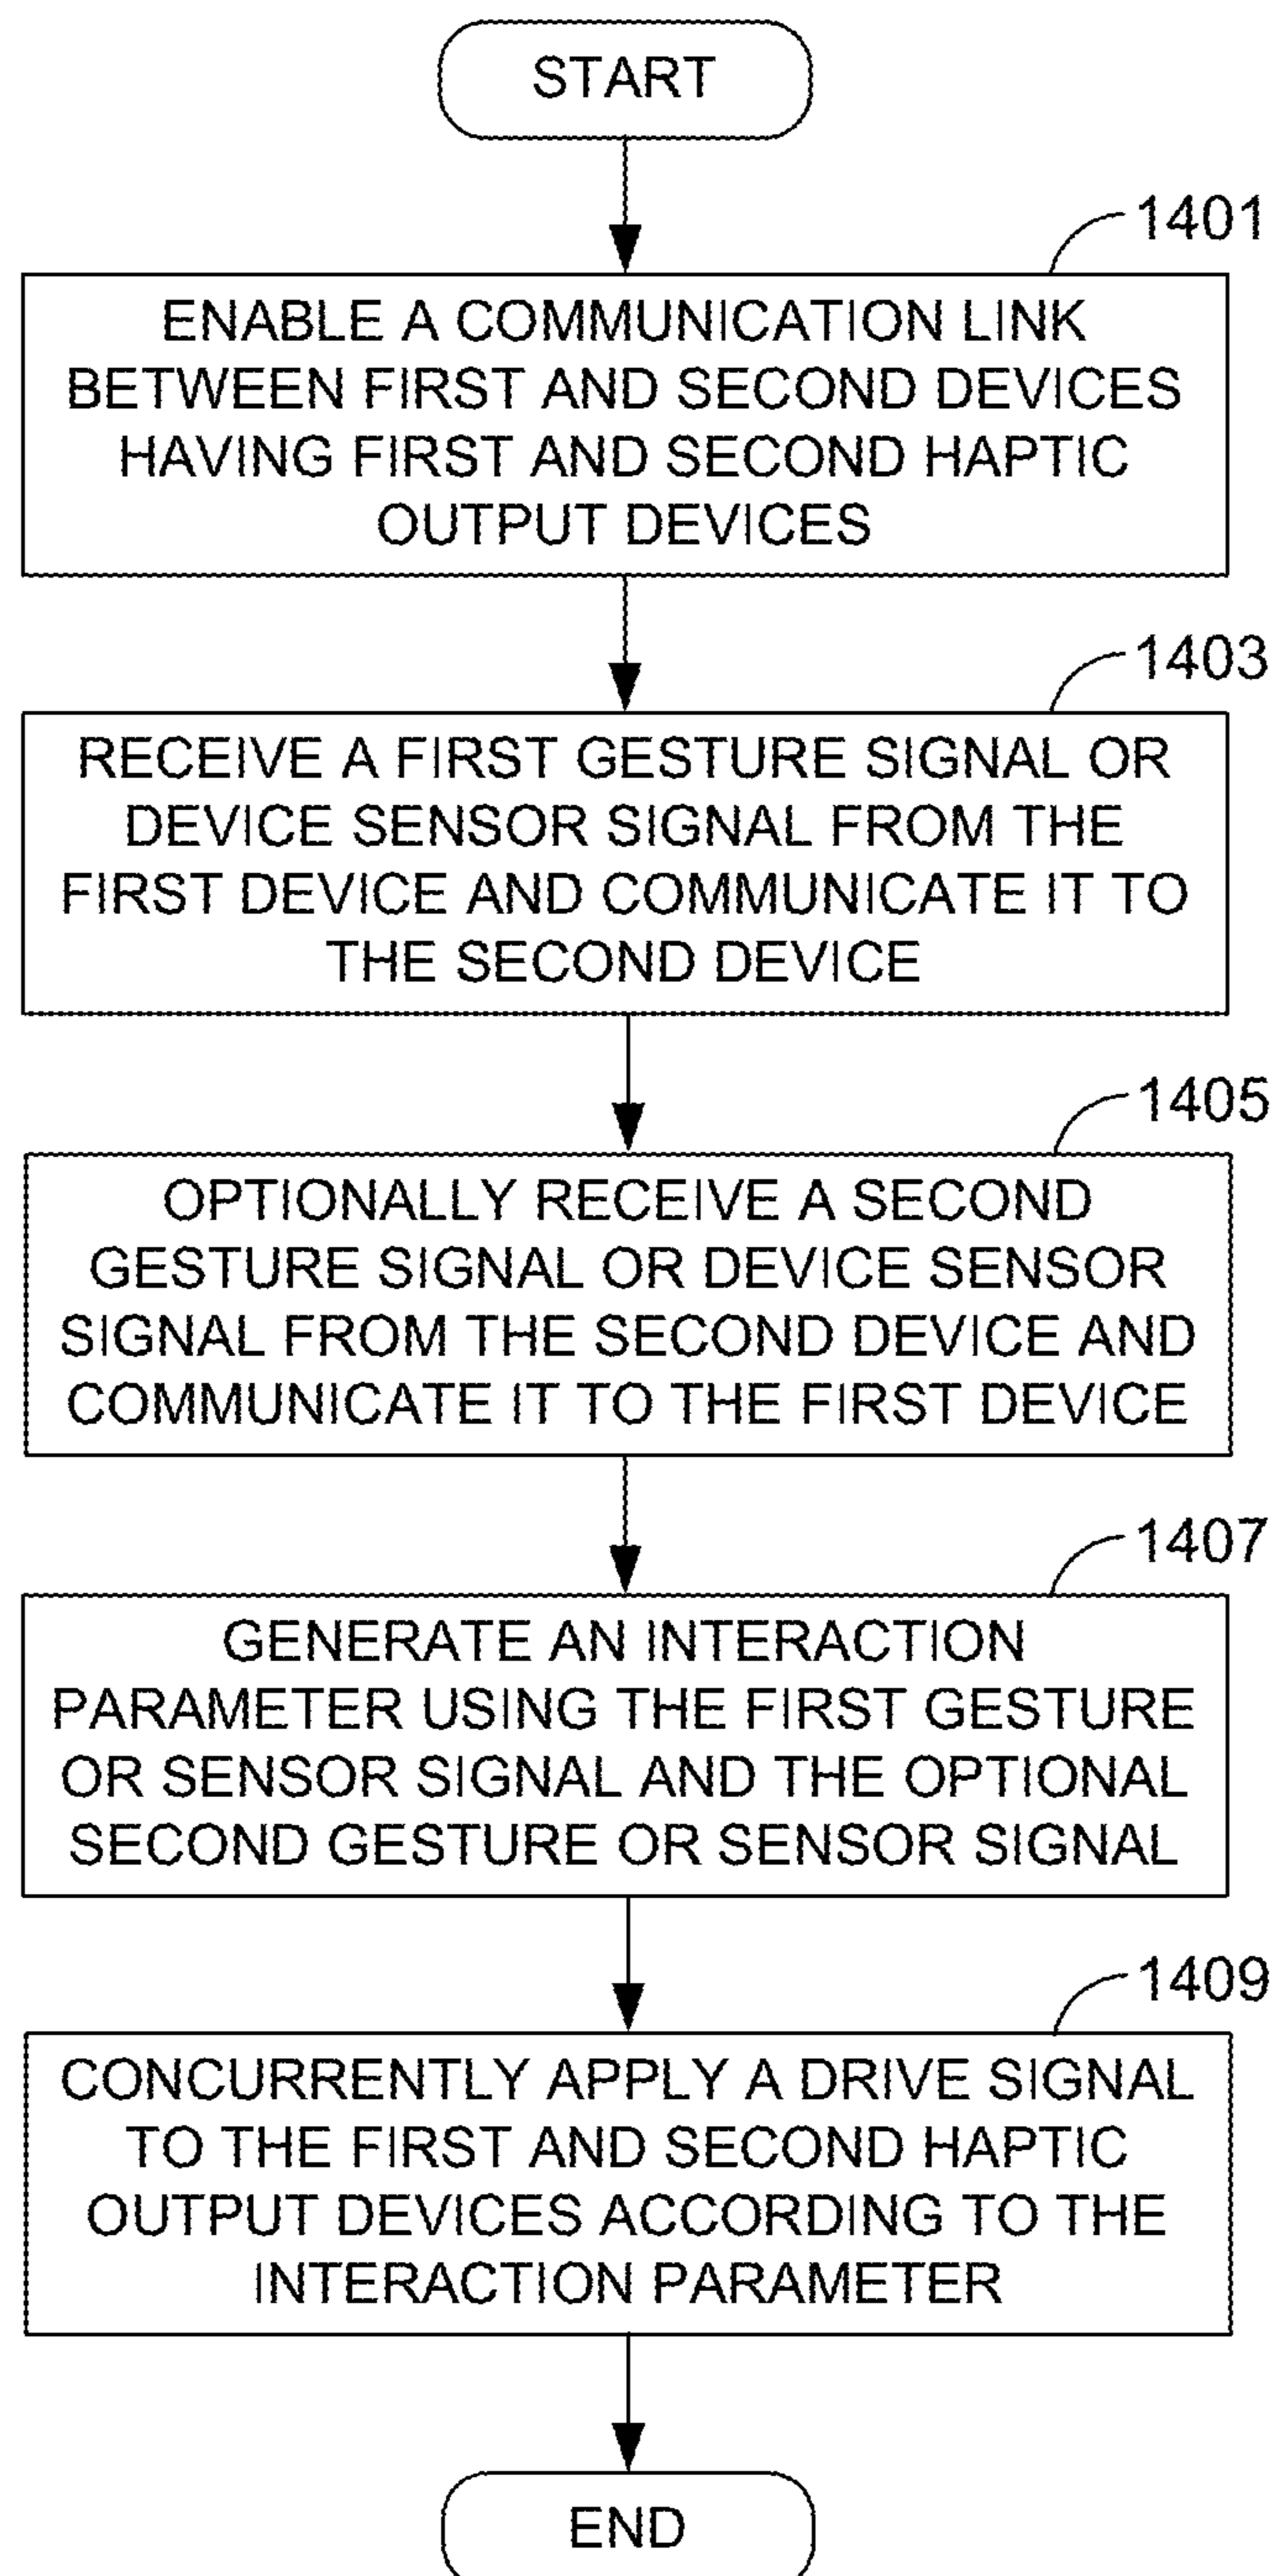 START
1401
ENABLE A COMMUNICATION LINK
BETWEEN FIRST AND SECOND DEVICES
HAVING FIRST AND SECOND HAPTIC
OUTPUT DEVICES
1403
RECEIVE A FIRST GESTURE SIGNAL OR
DEVICE SENSOR SIGNAL FROM THE
FIRST DEVICE AND COMMUNICATE IT TO
THE SECOND DEVICE
1405
OPTIONALLY RECEIVE A SECOND
GESTURE SIGNAL OR DEVICE SENSOR
SIGNAL FROM THE SECOND DEVICE AND
COMMUNICATE IT TO THE FIRST DEVICE
1407
GENERATE AN INTERACTION
PARAMETER USING THE FIRST GESTURE
OR SENSOR SIGNAL AND THE OPTIONAL
SECOND GESTURE OR SENSOR SIGNAL
1409
CONCURRENTLY APPLY A DRIVE SIGNAL
TO THE FIRST AND SECOND HAPTIC
OUTPUT DEVICES ACCORDING TO THE
INTERACTION PARAMETER
END